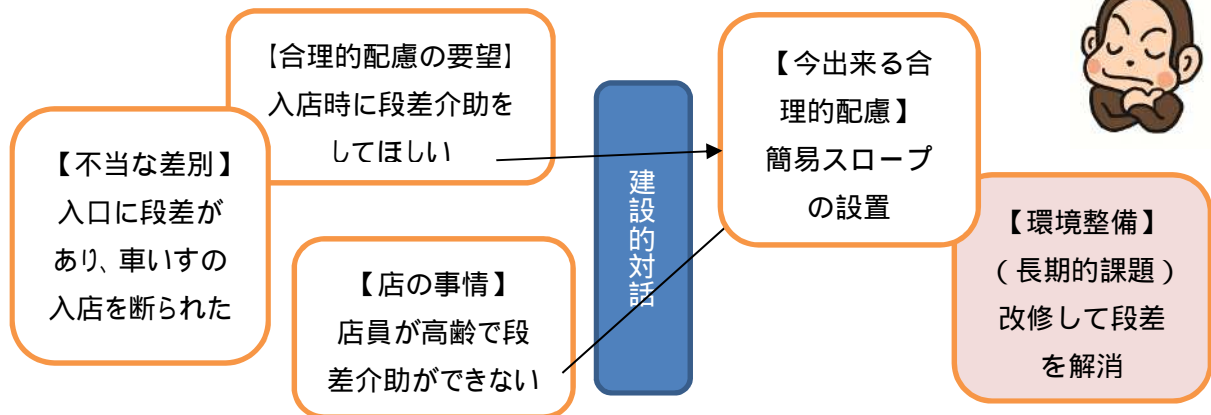 【不当な差別】
入口に段差が
あり、車いすの
入店を断られた
【合理的配慮の要望】
入店時に段差介助を
してほしい
【店の事情】
店員が高齢で段
差介助ができない
建設的対話
【今出来る合
理的配慮】
簡易スロープ
の設置
【環境整備】
(長期的課題)
改修して段差
を解消